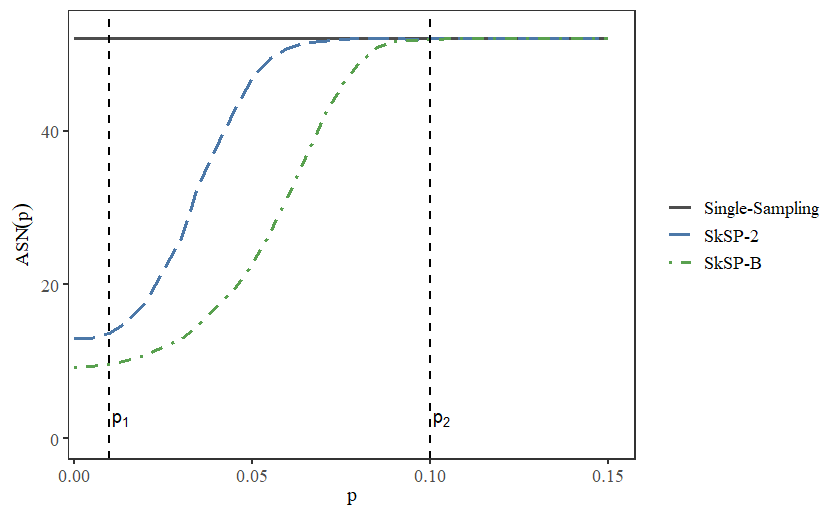 ASN(p)
40
20
0
p₁
p₂
0.00
0.05
0.10
0.15
p
Single-Sampling
SkSP-2
SkSP-B